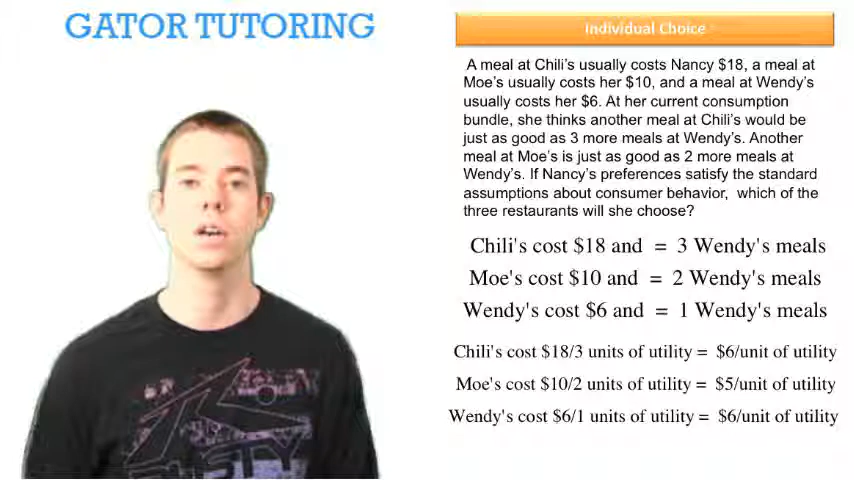 GATOR TUTORING
Individual Choice
A meal at Chili's usually costs Nancy $18, a meal at
Moe's usually costs her $10, and a meal at Wendy's
usually costs her $6. At her current consumption
bundle, she thinks another meal at Chili's would be
just as good as 3 more meals at Wendy's. Another
meal at Moe's is just as good as 2 more meals at
Wendy's. If Nancy's preferences satisfy the standard
assumptions about consumer behavior, which of the
three restaurants will she choose?
Chili's cost $18 and = 3 Wendy's meals
Moe's cost $10 and = 2 Wendy's meals
Wendy's cost $6 and = 1 Wendy's meals
Chili's cost $18/3 units of utility = $6/unit of utility
Moe's cost $10/2 units of utility = $5/unit of utility
Wendy's cost $6/1 units of utility = $6/unit of utility